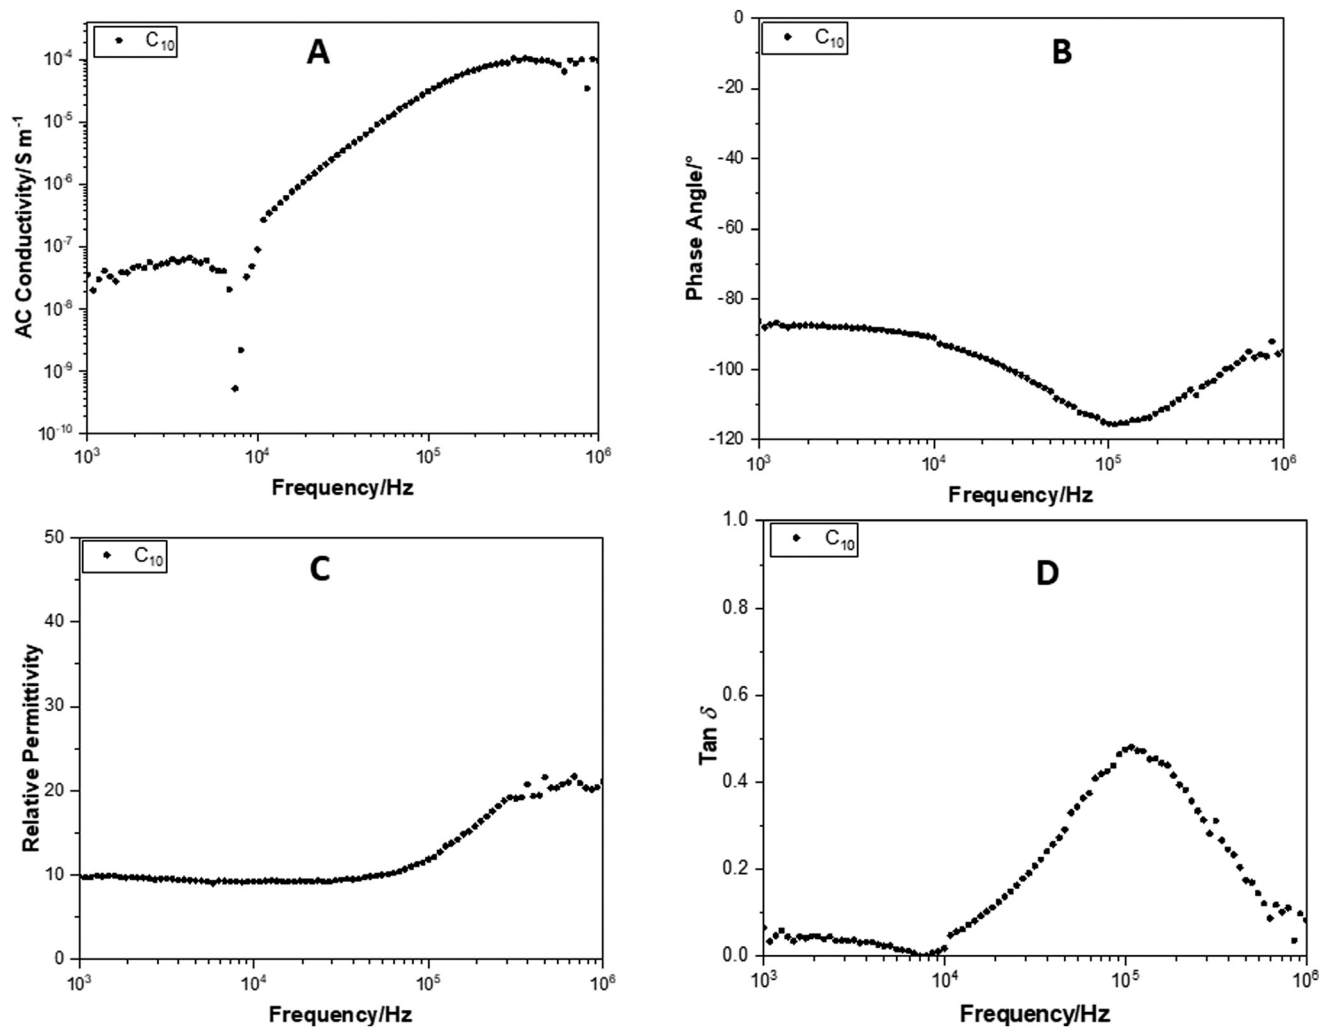 C₁₀
A
10⁻⁴
10⁻⁵
10⁻⁶
10⁻⁷
10⁻⁸
10⁻⁹
10⁻¹⁰
AC Conductivity/S m⁻¹
10³ 10⁴ 10⁵ 10⁶
Frequency/Hz
C₁₀
B
0
-20
-40
-60
-80
-100
-120
Phase Angle/°
10³ 10⁴ 10⁵ 10⁶
Frequency/Hz
C₁₀
C
50
40
30
20
10
0
Relative Permittivity
10³ 10⁴ 10⁵ 10⁶
Frequency/Hz
C₁₀
D
1.0
0.8
0.6
0.4
0.2
0.0
Tan δ
10³ 10⁴ 10⁵ 10⁶
Frequency/Hz